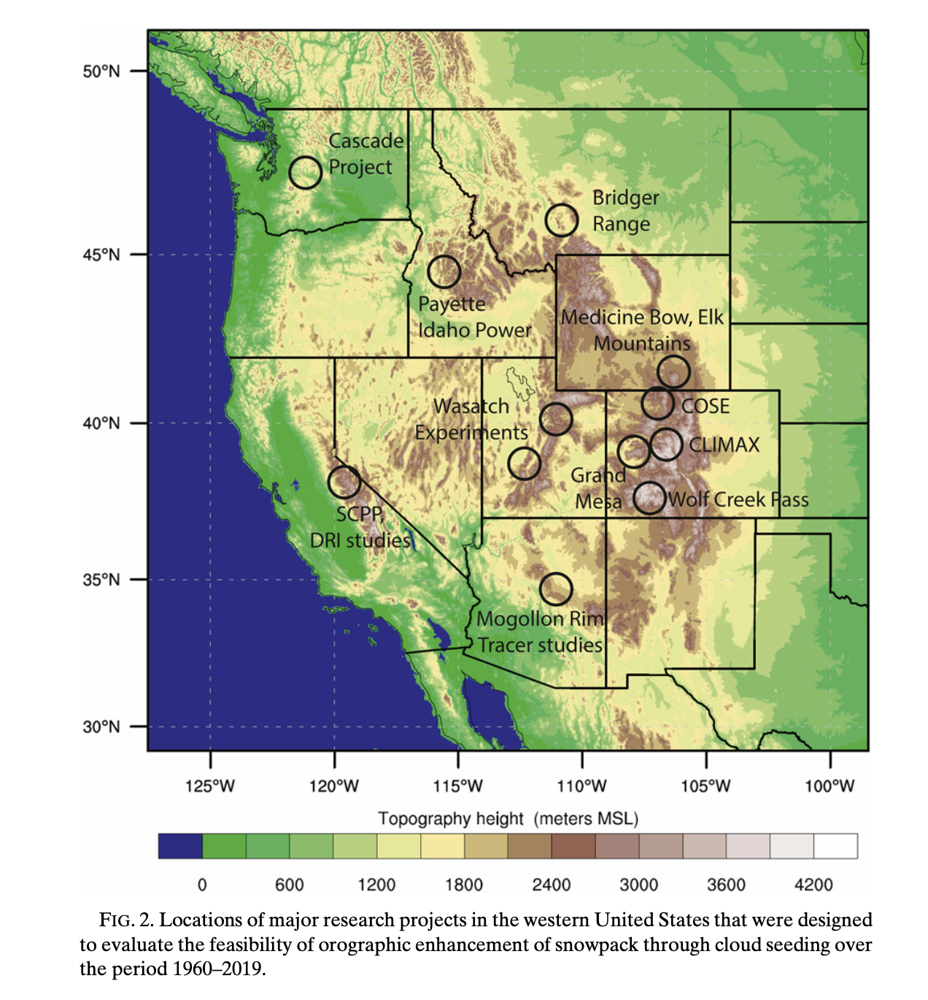 50°N
45°N
40°N
35°N
30°N
Cascade
Project
Bridger
Range
Payette
Idaho Power
Medicine Bow, Elk
Mountains
Wasatch
Experiments
COSE
CLIMAX
Grand
Mesa
Wolf Creek Pass
SCPP,
DRI studies
Mogollon Rim
Tracer studies
125°W 120°W 115°W 110°W 105°W 100°W
Topography height (meters MSL)
0 600 1200 1800 2400 3000 3600 4200
FIG. 2. Locations of major research projects in the western United States that were designed
to evaluate the feasibility of orographic enhancement of snowpack through cloud seeding over
the period 1960–2019.